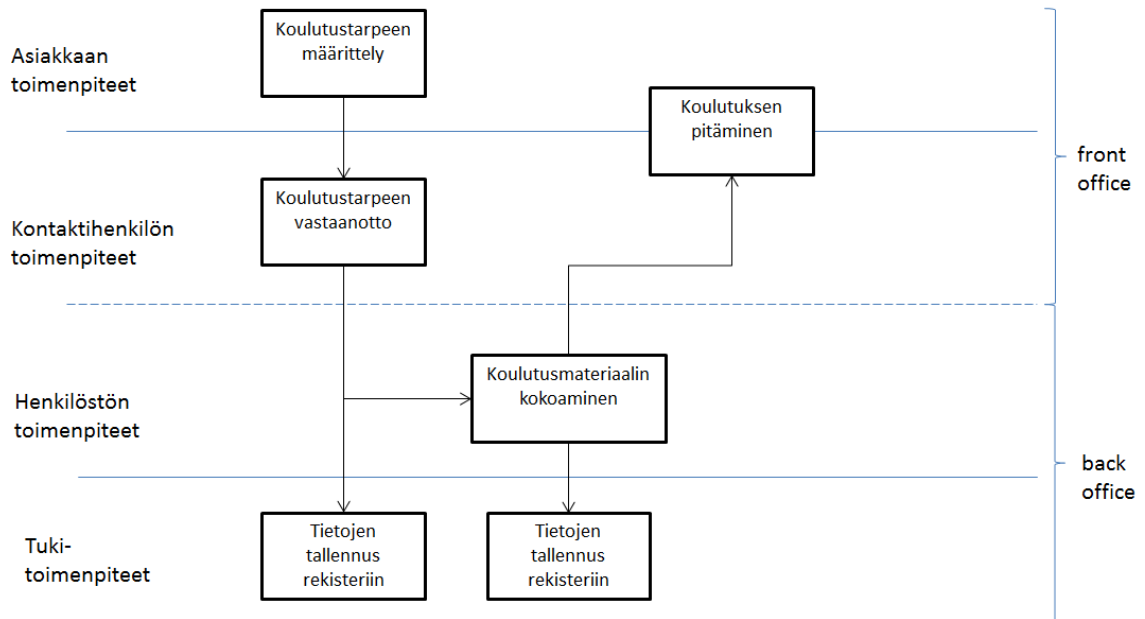 Koulutustarpeen
määrittely
Asiakkaan
toimenpiteet
Koulutuksen
pitäminen
front
office
Koulutustarpeen
vastaanotto
Kontaktihenkilön
toimenpiteet
Koulutusmateriaalin
kokoaminen
Henkilöstön
toimenpiteet
back
office
Tietojen
tallennus
rekisteriin
Tietojen
tallennus
rekisteriin
Tuki-
toimenpiteet